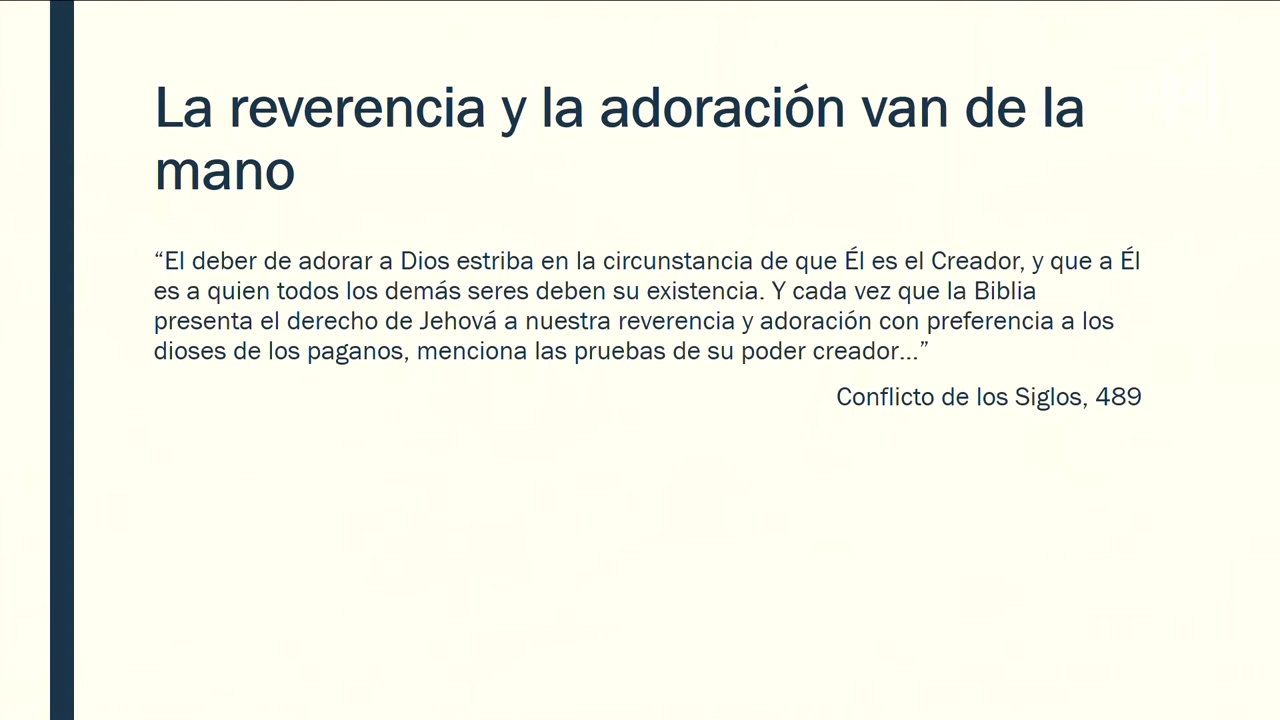 La reverencia y la adoración van de la
mano
“El deber de adorar a Dios estriba en la circunstancia de que Él es el Creador, y que a Él
es a quien todos los demás seres deben su existencia. Y cada vez que la Biblia
presenta el derecho de Jehová a nuestra reverencia y adoración con preferencia a los
dioses de los paganos, menciona las pruebas de su poder creador...”
Conflicto de los Siglos, 489